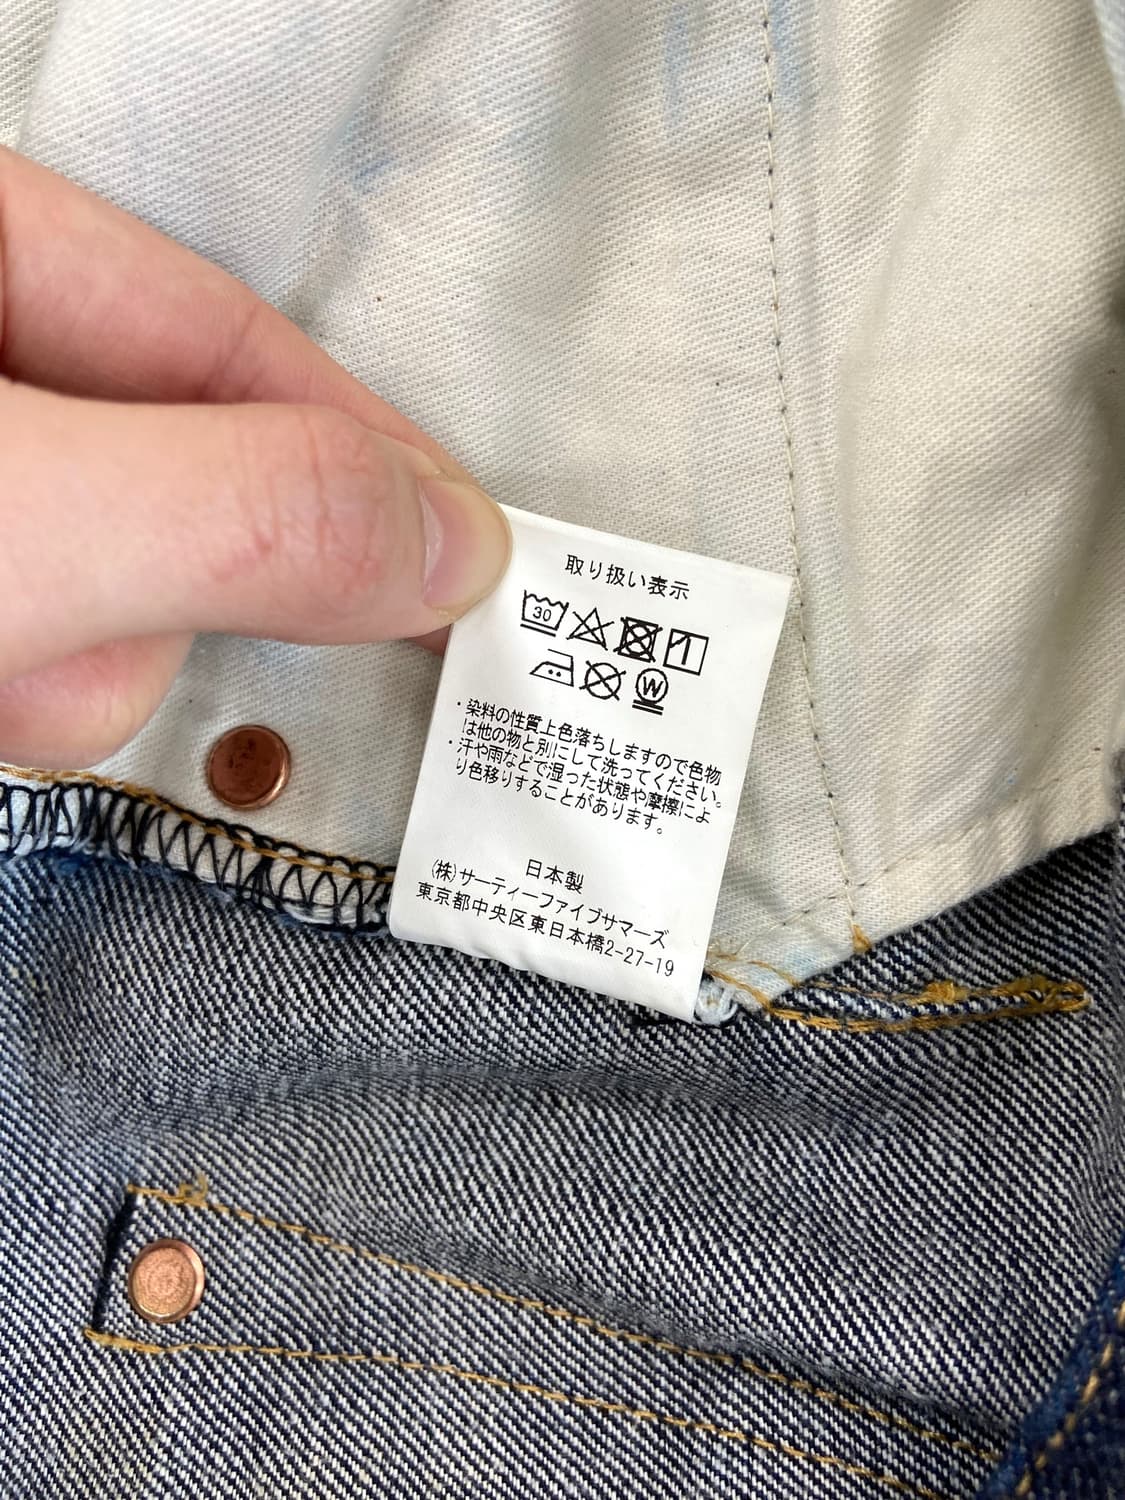 取り扱い表示
30
W
・染料の性質上色落ちしますので色物
は他の物と別にして洗ってください。
・汗や雨などで湿った状態や摩擦によ
り色移りすることがあります。
日本製
(株)サーティーファイブサマーズ
東京都中央区東日本橋2-27-19